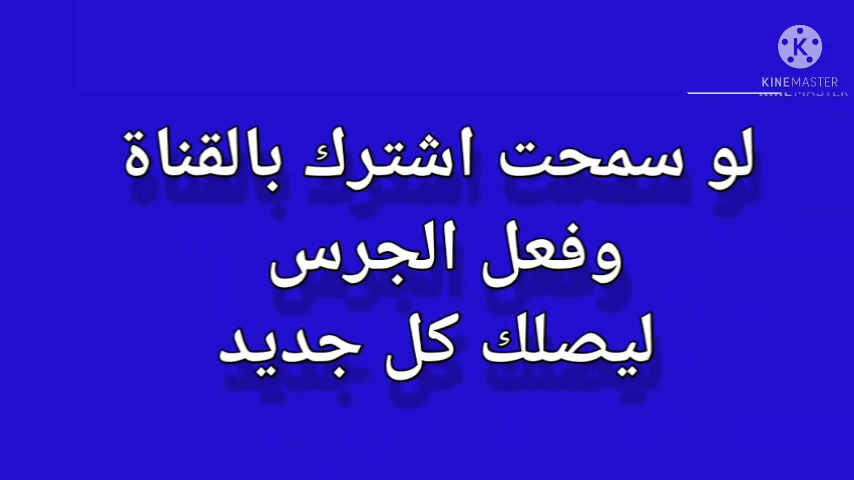 KINEMASTER
لو سمحت اشترك بالقناة
وفعل الجرس
ليصلك كل جديد